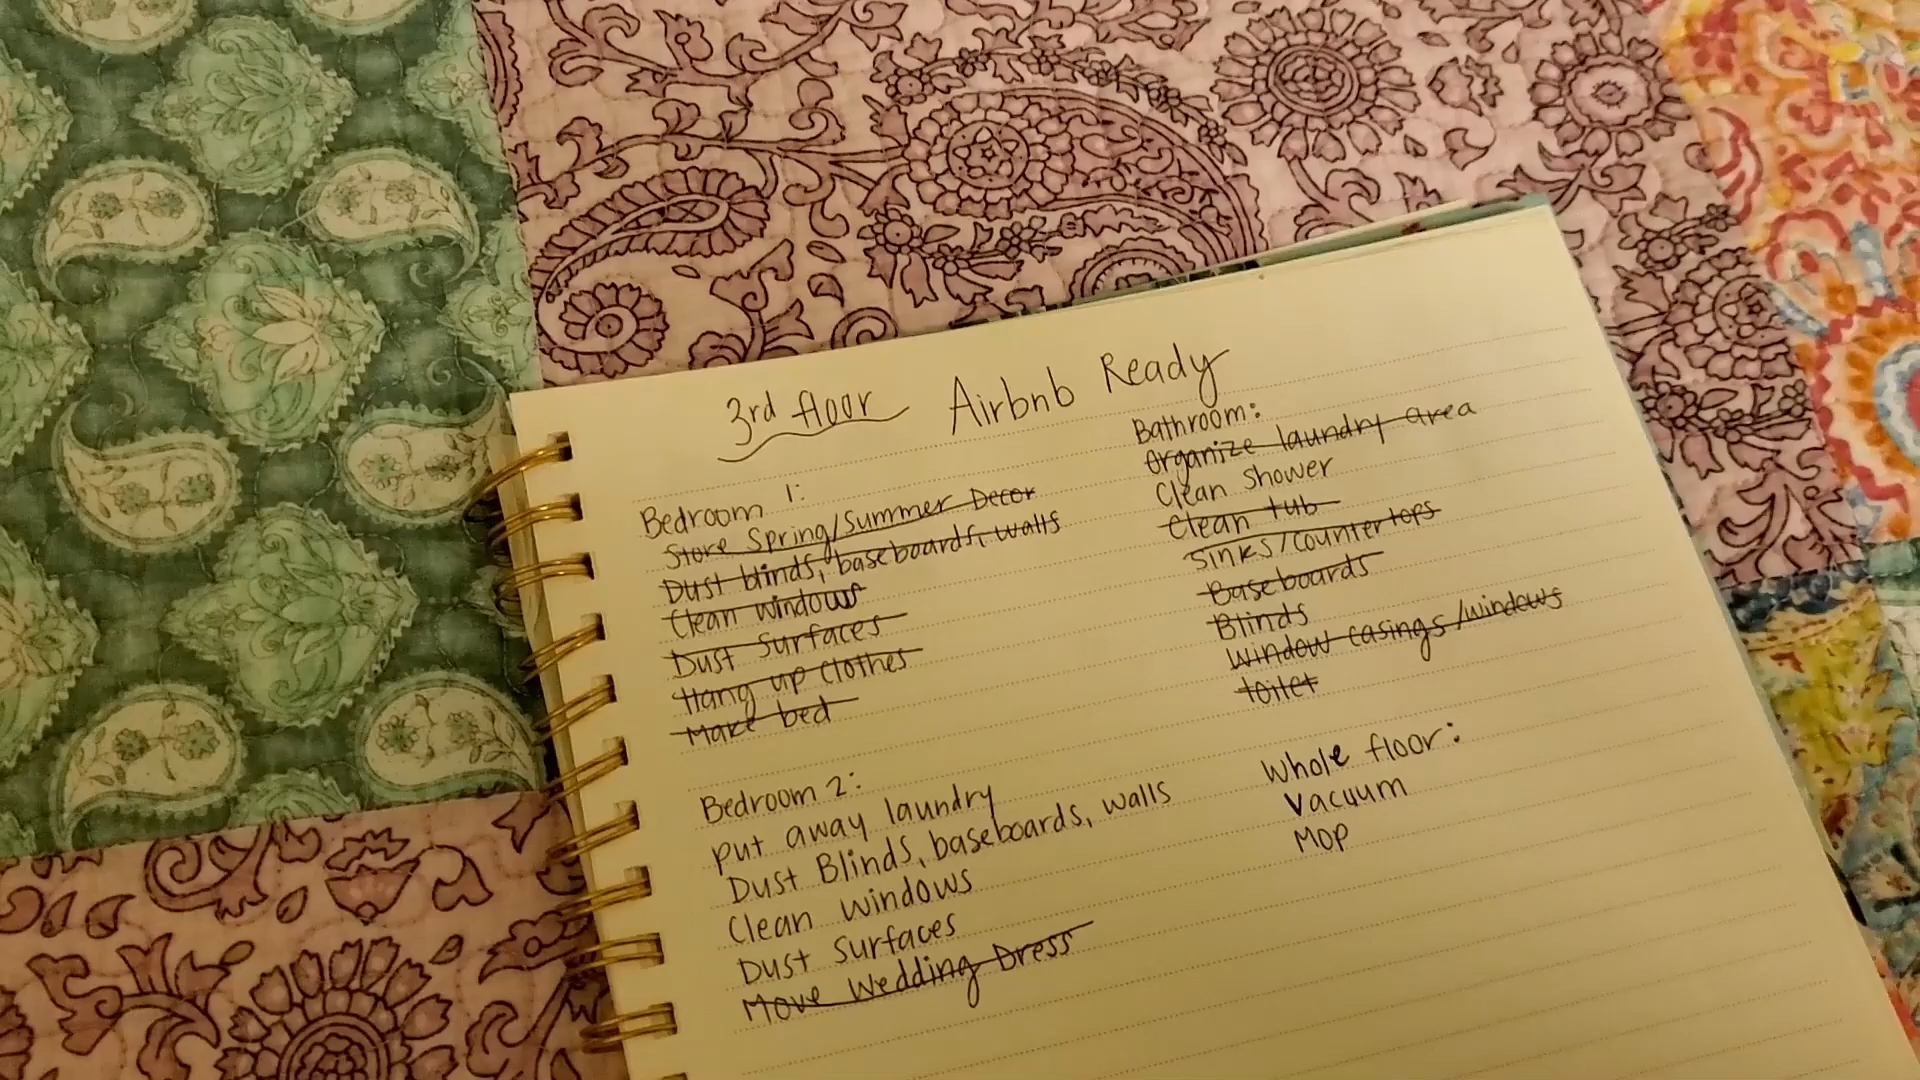 3rd floor Airbnb Ready
Bedroom 1:
Store Spring/Summer Decor
Dust blinds, baseboards, walls
Clean windows
Dust Surfaces
Hang up clothes
Make bed
Bedroom 2:
put away laundry
Dust Blinds, baseboards, walls
Clean windows
Dust Surfaces
Move Wedding Dress
Bathroom:
Organize laundry area
Clean Shower
Clean tub
Sinks/Countertops
Baseboards
Blinds
Window casings/windows
toilet
Whole floor:
Vacuum
Mop